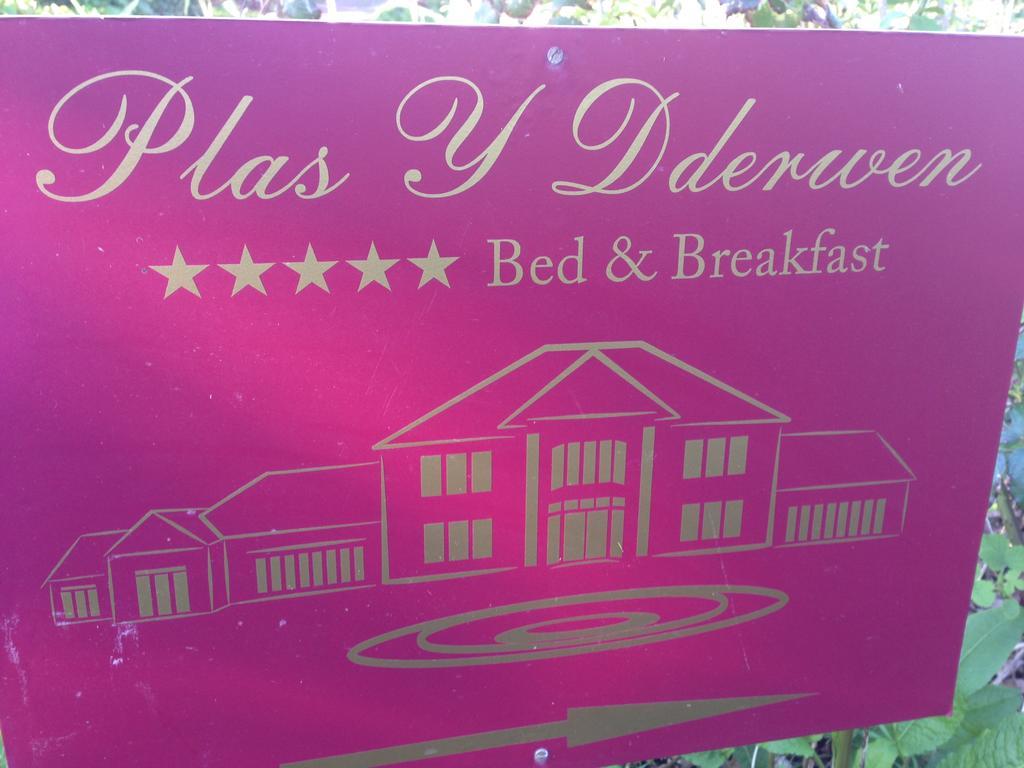 Plas Y Dderwen
★★★★★ Bed & Breakfast